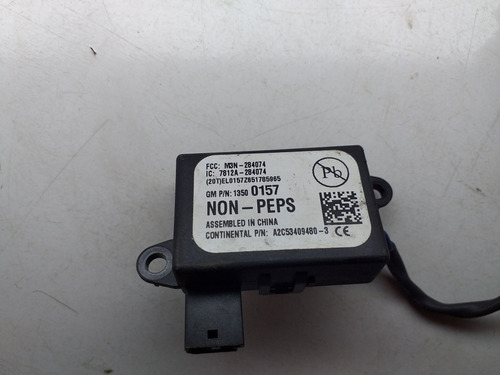 FCC: M3N-284074
IC: 7812A-284074
(20T)EL0157Z651785065
GM P/N: 1350 0157
Pb
NON-PEPS
ASSEMBLED IN CHINA
CONTINENTAL P/N: A2C53409480-3 CE